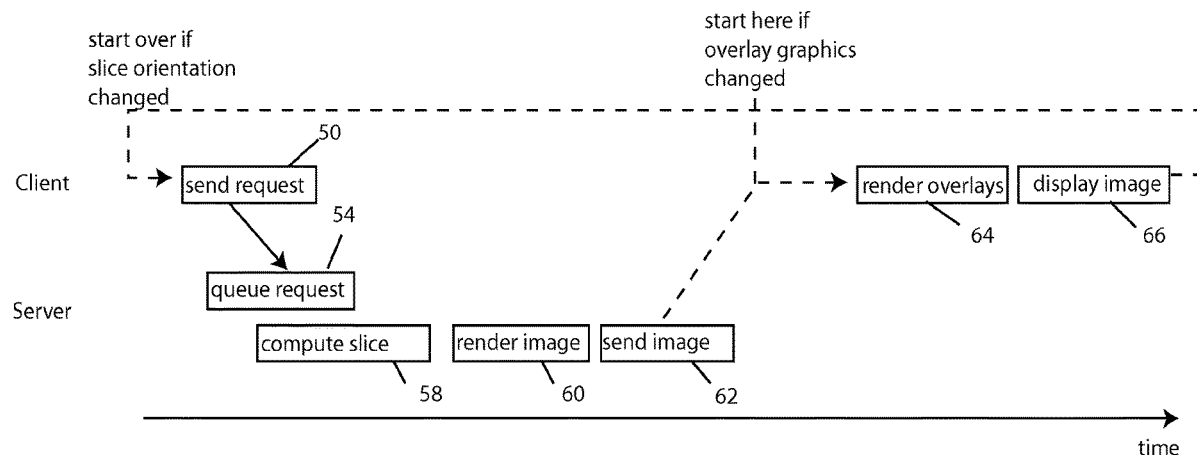 start over if
slice orientation
changed
start here if
overlay graphics
changed
50
Client
send request
render overlays
display image
54
64
66
queue request
Server
compute slice
render image
send image
58
60
62
time